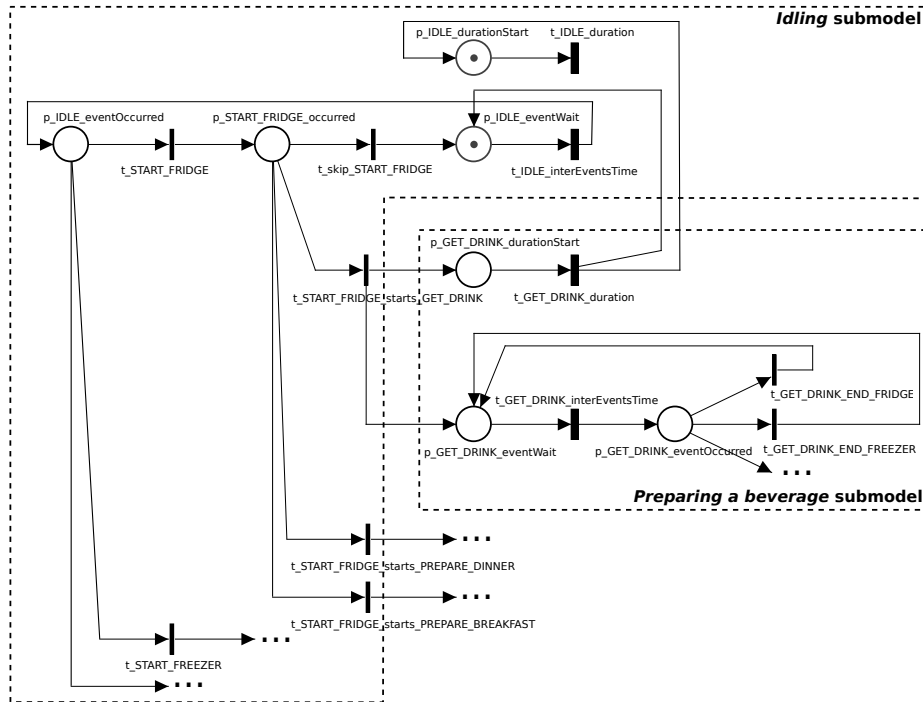 Idling submodel
p_IDLE_durationStart
t_IDLE_duration
p_IDLE_eventOccurred
p_START_FRIDGE_occurred
p_IDLE_eventWait
t_START_FRIDGE
t_skip_START_FRIDGE
t_IDLE_interEventsTime
p_GET_DRINK_durationStart
t_START_FRIDGE_starts_GET_DRINK
t_GET_DRINK_duration
t_GET_DRINK_interEventsTime
t_GET_DRINK_END_FRIDGE
p_GET_DRINK_eventWait
p_GET_DRINK_eventOccurred
t_GET_DRINK_END_FREEZER
...
Preparing a beverage submodel
...
t_START_FRIDGE_starts_PREPARE_DINNER
...
t_START_FRIDGE_starts_PREPARE_BREAKFAST
...
t_START_FREEZER
...